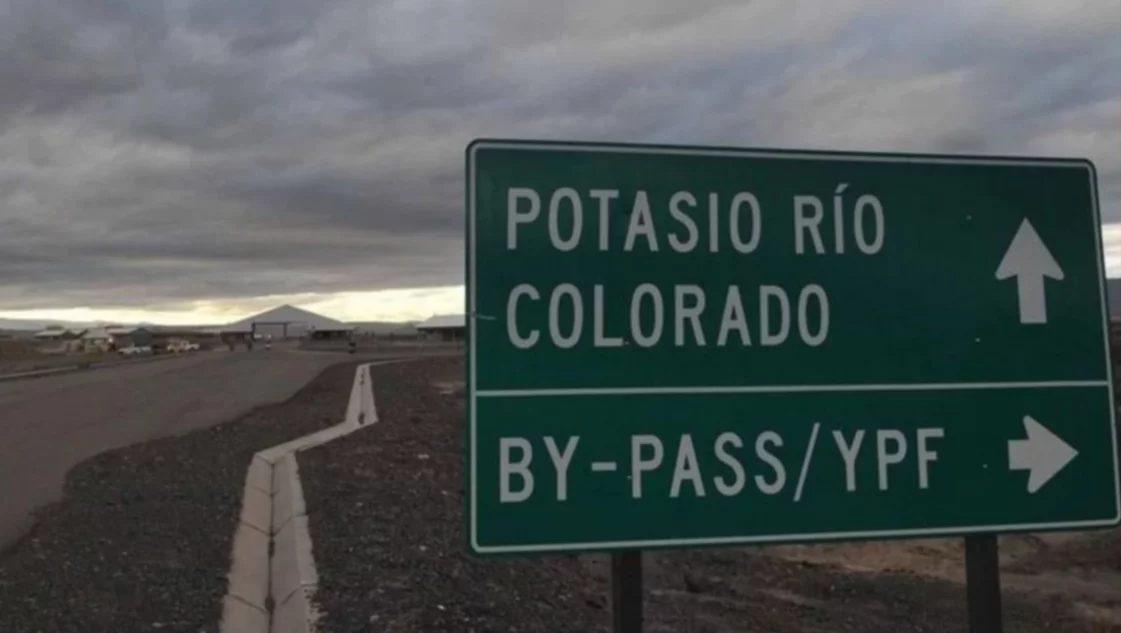 POTASIO RÍO
COLORADO
BY-PASS/YPF